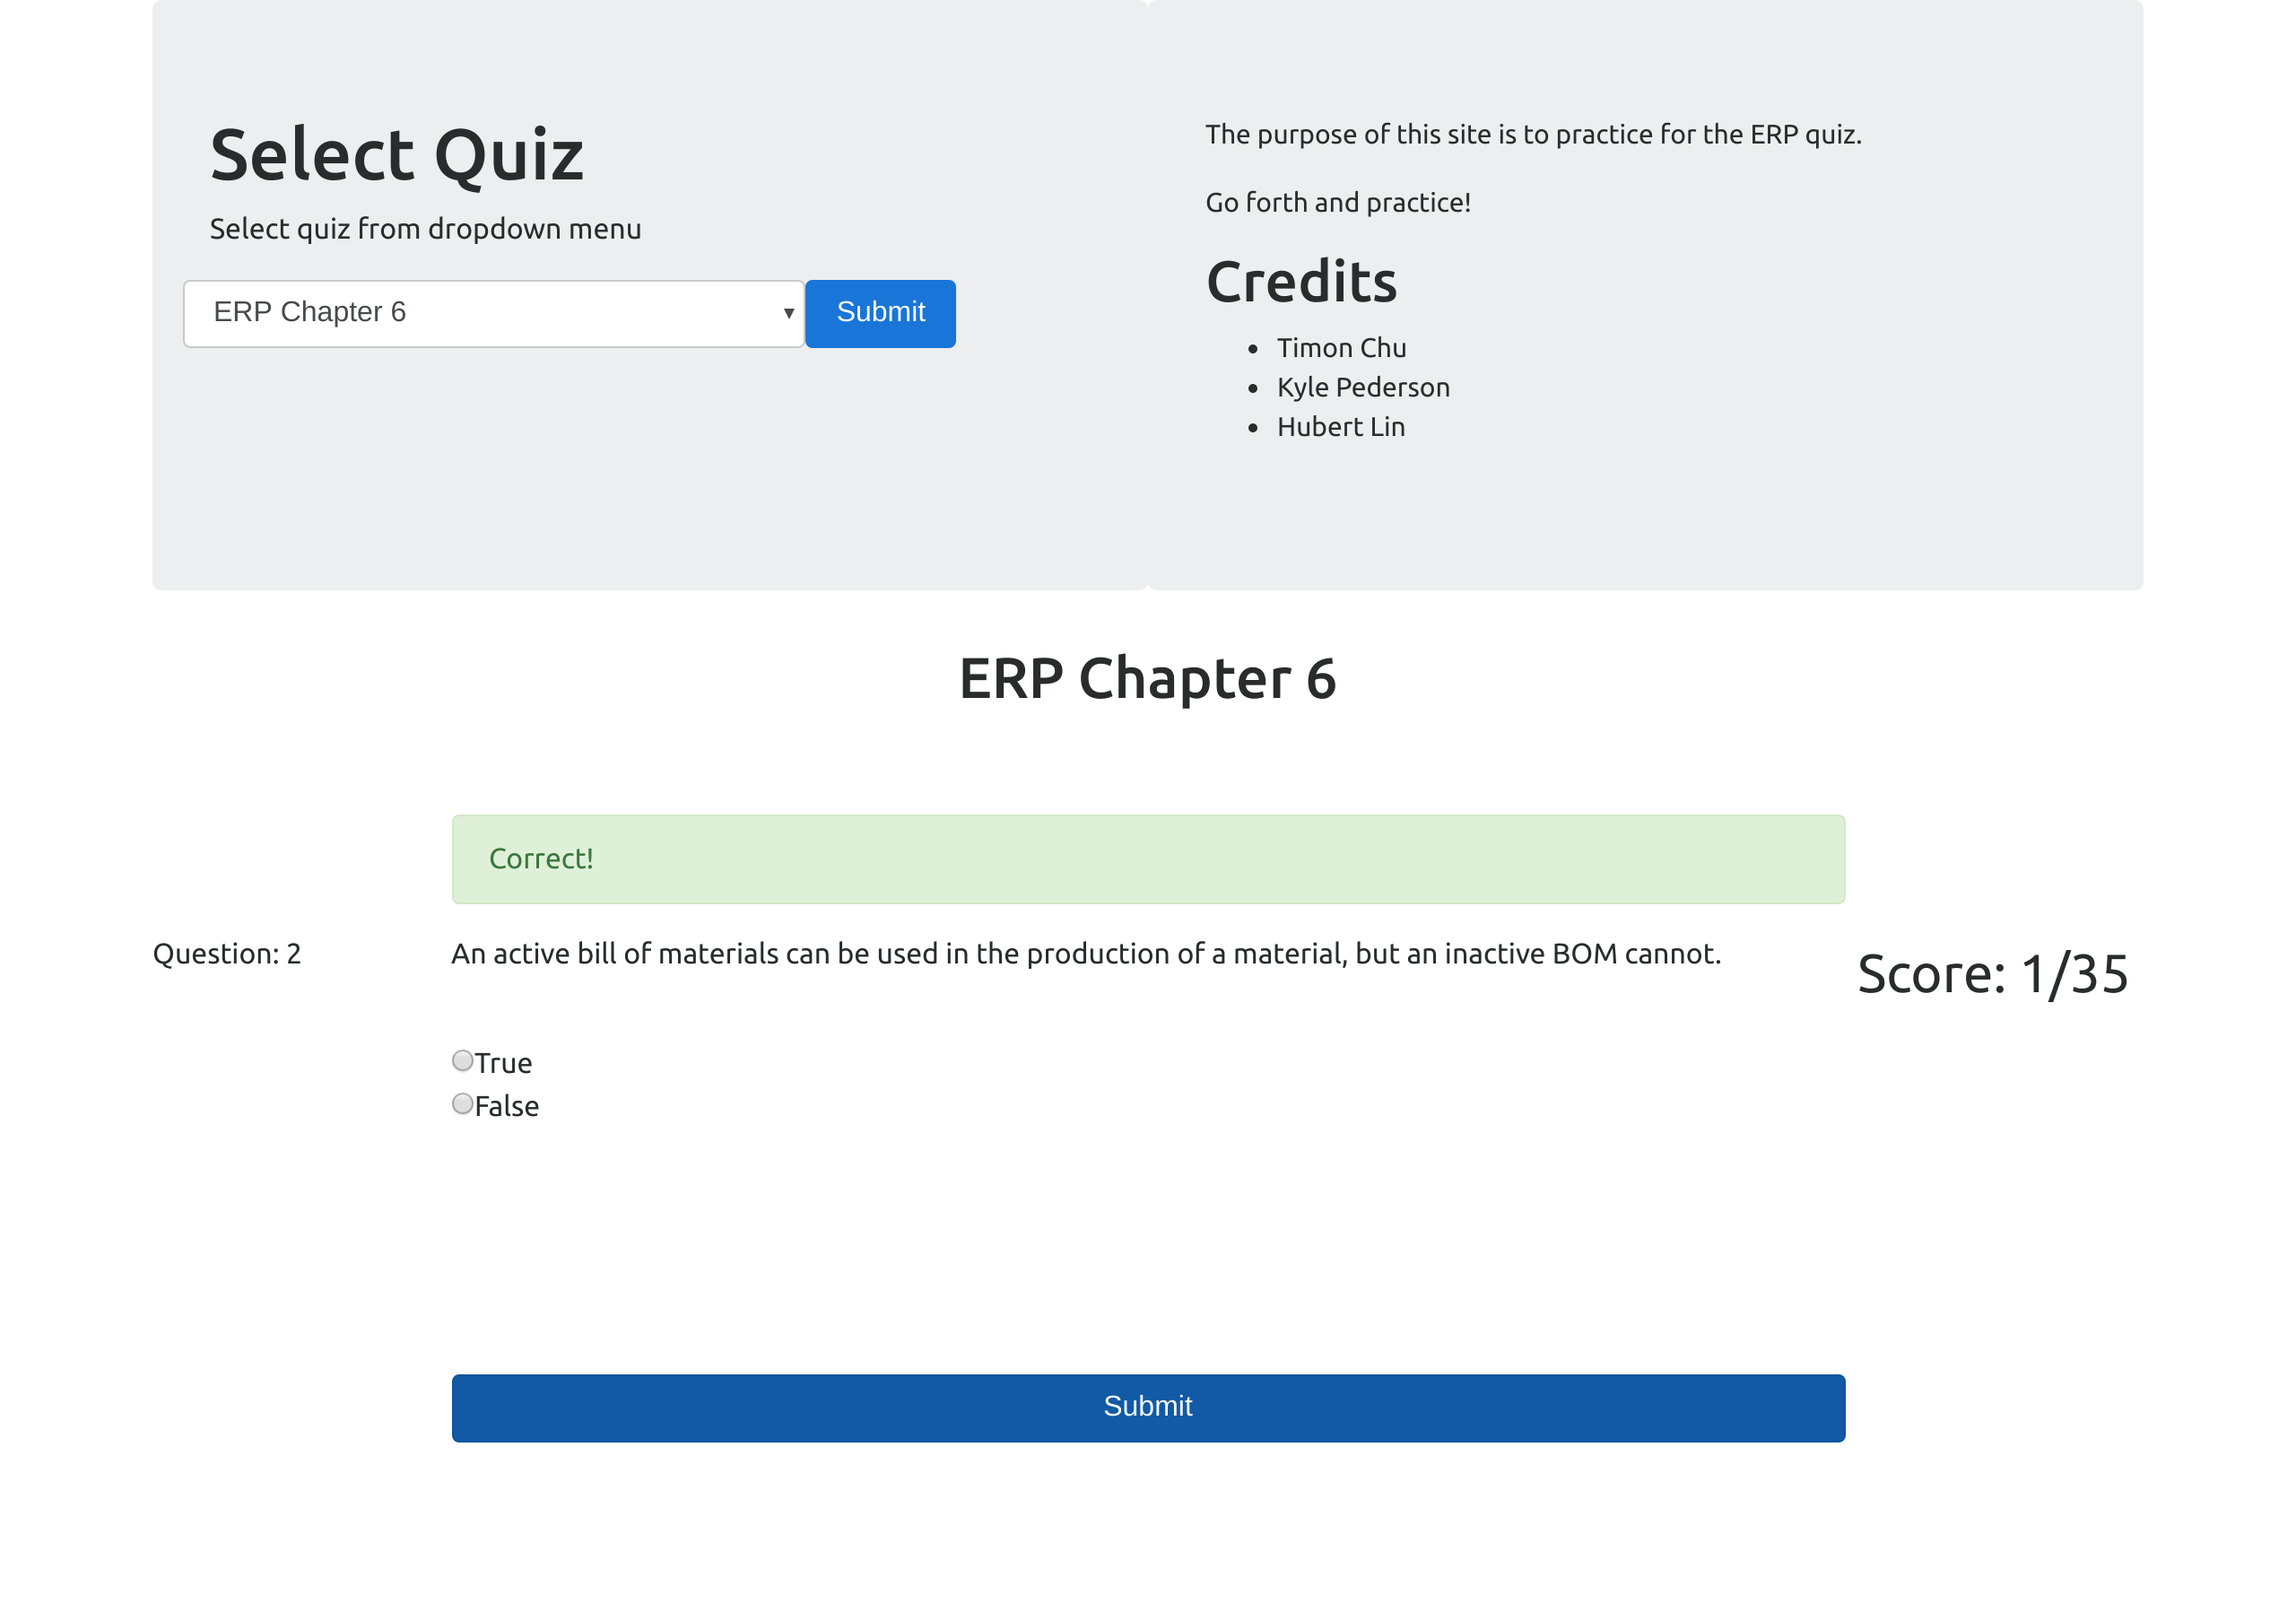 Select Quiz
Select quiz from dropdown menu
ERP Chapter 6
Submit
The purpose of this site is to practice for the ERP quiz.
Go forth and practice!
Credits
Timon Chu
Kyle Pederson
Hubert Lin
ERP Chapter 6
Correct!
Question: 2
An active bill of materials can be used in the production of a material, but an inactive BOM cannot.
Score: 1/35
True
False
Submit